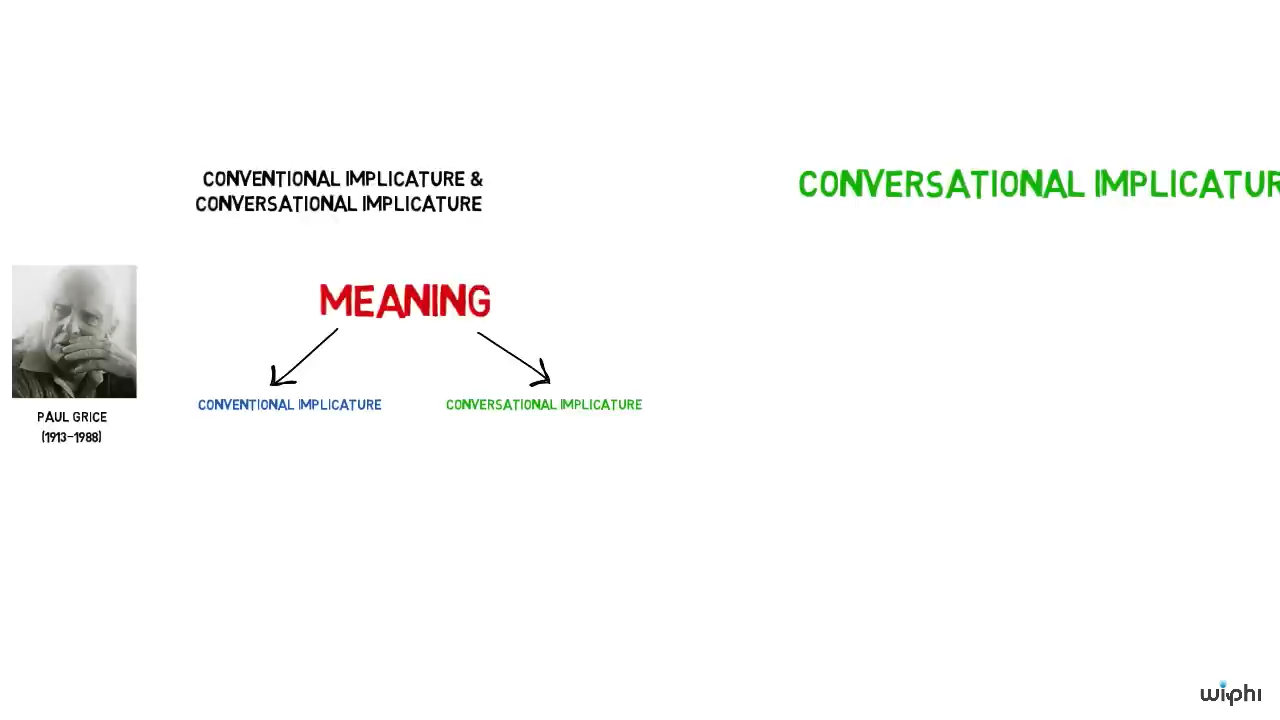 CONVENTIONAL IMPLICATURE &
CONVERSATIONAL IMPLICATURE
CONVERSATIONAL IMPLICATUR
MEANING
CONVENTIONAL IMPLICATURE
CONVERSATIONAL IMPLICATURE
PAUL GRICE
(1913-1988)
wiphi